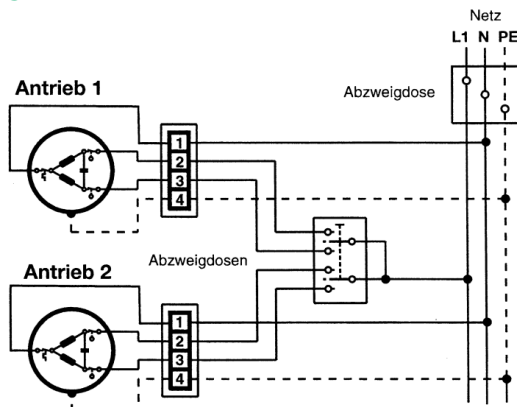 Netz
L1 N PE
Abzweigdose
Antrieb 1
1
2
3
4
Abzweigdosen
Antrieb 2
1
2
3
4